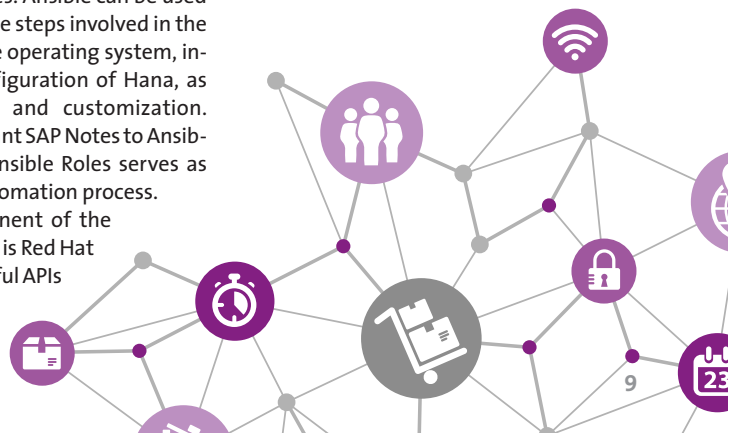 es. Ansible can be used
e steps involved in the
e operating system, in-
figuration of Hana, as
and customization.
nt SAP Notes to Ansib-
nsible Roles serves as
omation process.
nent of the
is Red Hat
ful APIs
9
23